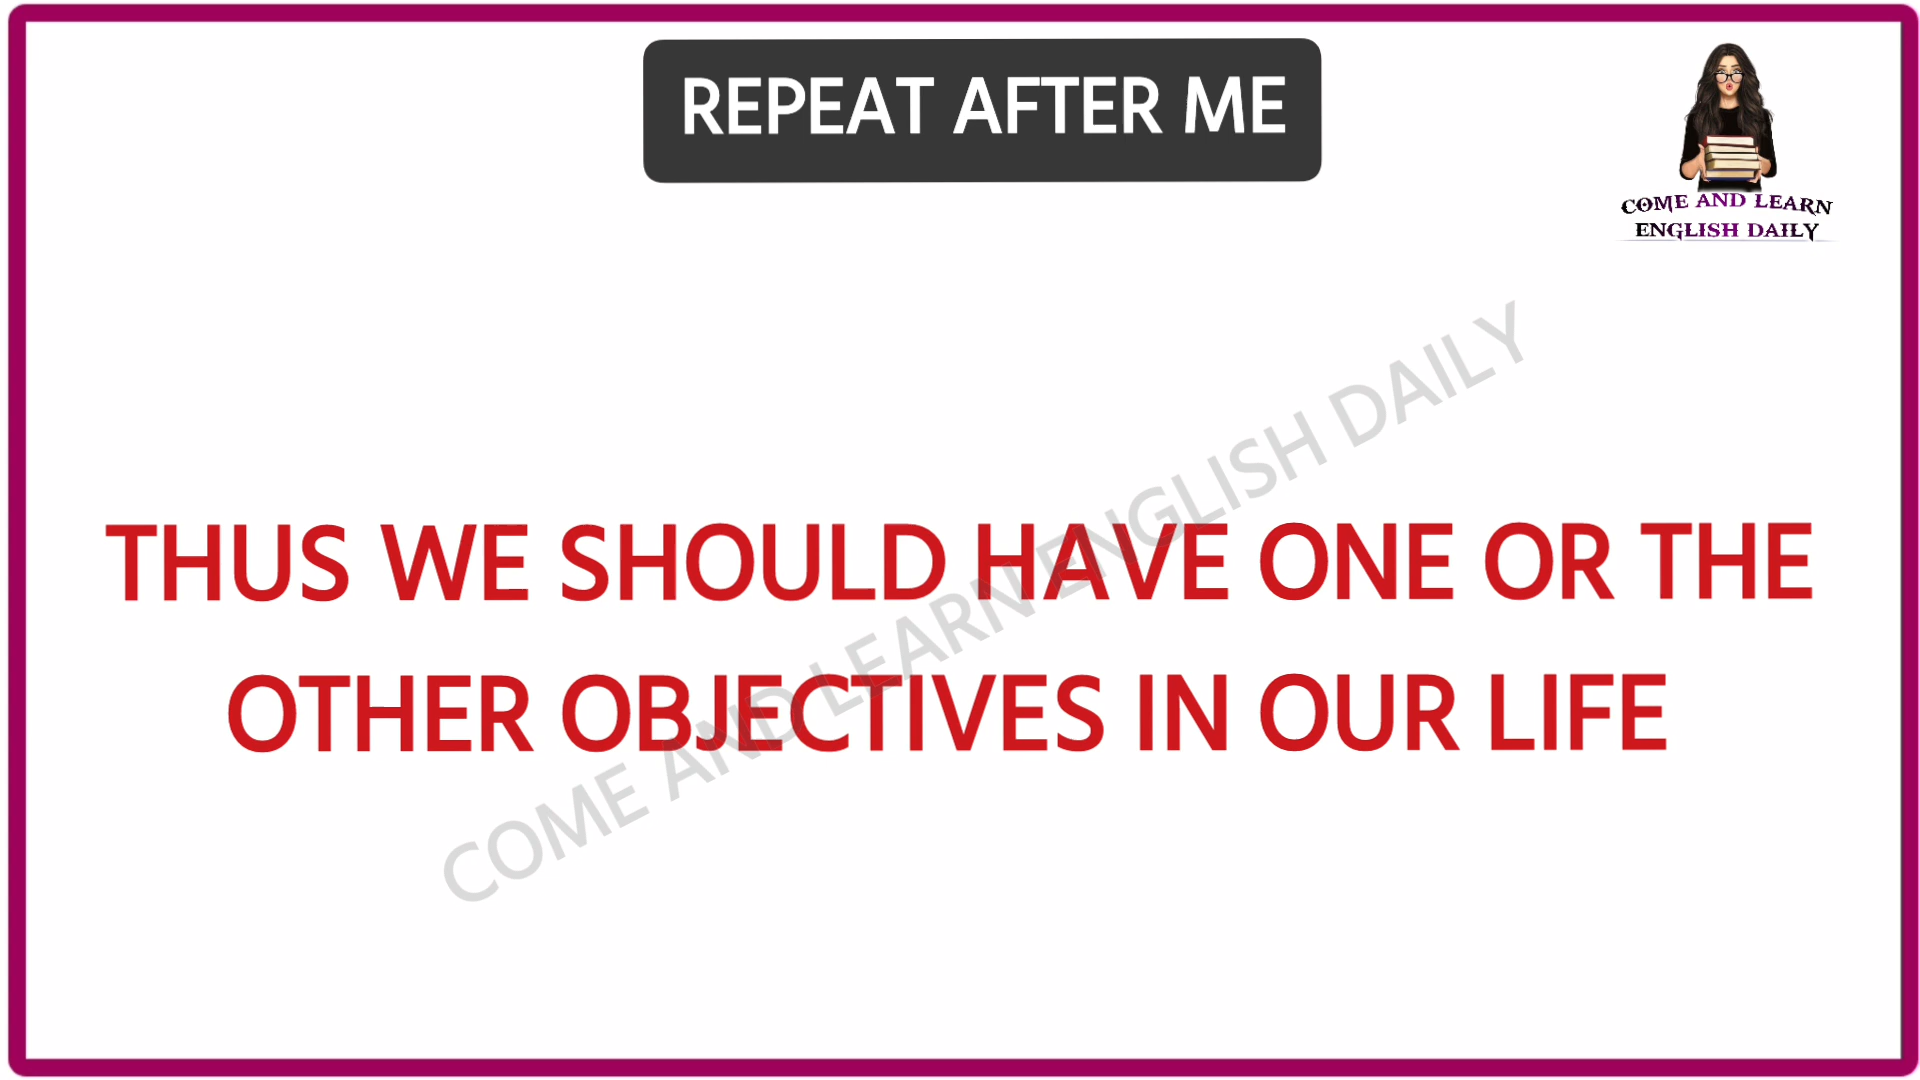 REPEAT AFTER ME
COME AND LEARN
ENGLISH DAILY
THUS WE SHOULD HAVE ONE OR THE
OTHER OBJECTIVES IN OUR LIFE
COME AND LEARN ENGLISH DAILY